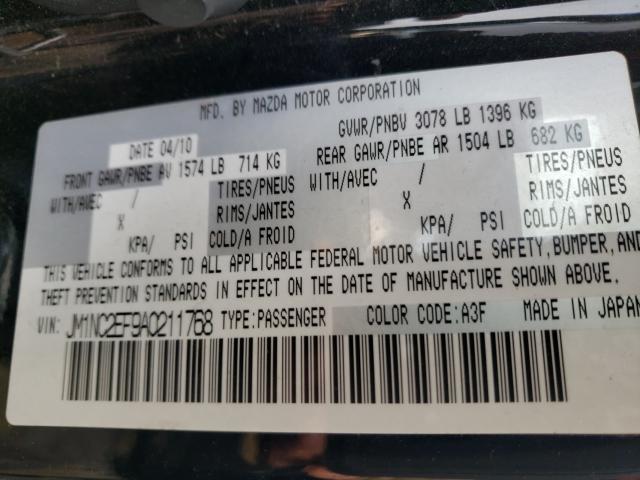 MFD. BY MAZDA MOTOR CORPORATION
DATE 04/10 GVWR/PNBV 3078 LB 1396 KG
FRONT GAWR/PNBE AV 1574 LB 714 KG REAR GAWR/PNBE AR 1504 LB 682 KG
WITH/AVEC / TIRES/PNEUS WITH/AVEC / TIRES/PNEUS
X RIMS/JANTES X RIMS/JANTES
KPA/ PSI COLD/A FROID KPA/ PSI COLD/A FROID
THIS VEHICLE CONFORMS TO ALL APPLICABLE FEDERAL MOTOR VEHICLE SAFETY, BUMPER, AND
THEFT PREVENTION STANDARDS IN EFFECT ON THE DATE OF MANUFACTURE SHOWN ABOVE.
VIN: JM1NC2EF9A0211768 TYPE:PASSENGER COLOR CODE:A3F MADE IN JAPAN